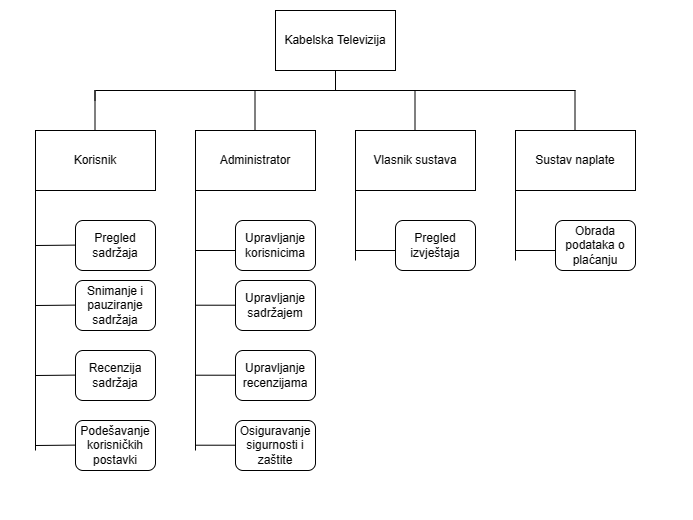 Kabelska Televizija
Korisnik
Administrator
Vlasnik sustava
Sustav naplate
Pregled
sadržaja
Snimanje i
pauziranje
sadržaja
Recenzija
sadržaja
Podešavanje
korisničkih
postavki
Upravljanje
korisnicima
Upravljanje
sadržajem
Upravljanje
recenzijama
Osiguravanje
sigurnosti i
zaštite
Pregled
izvještaja
Obrada
podataka o
plaćanju